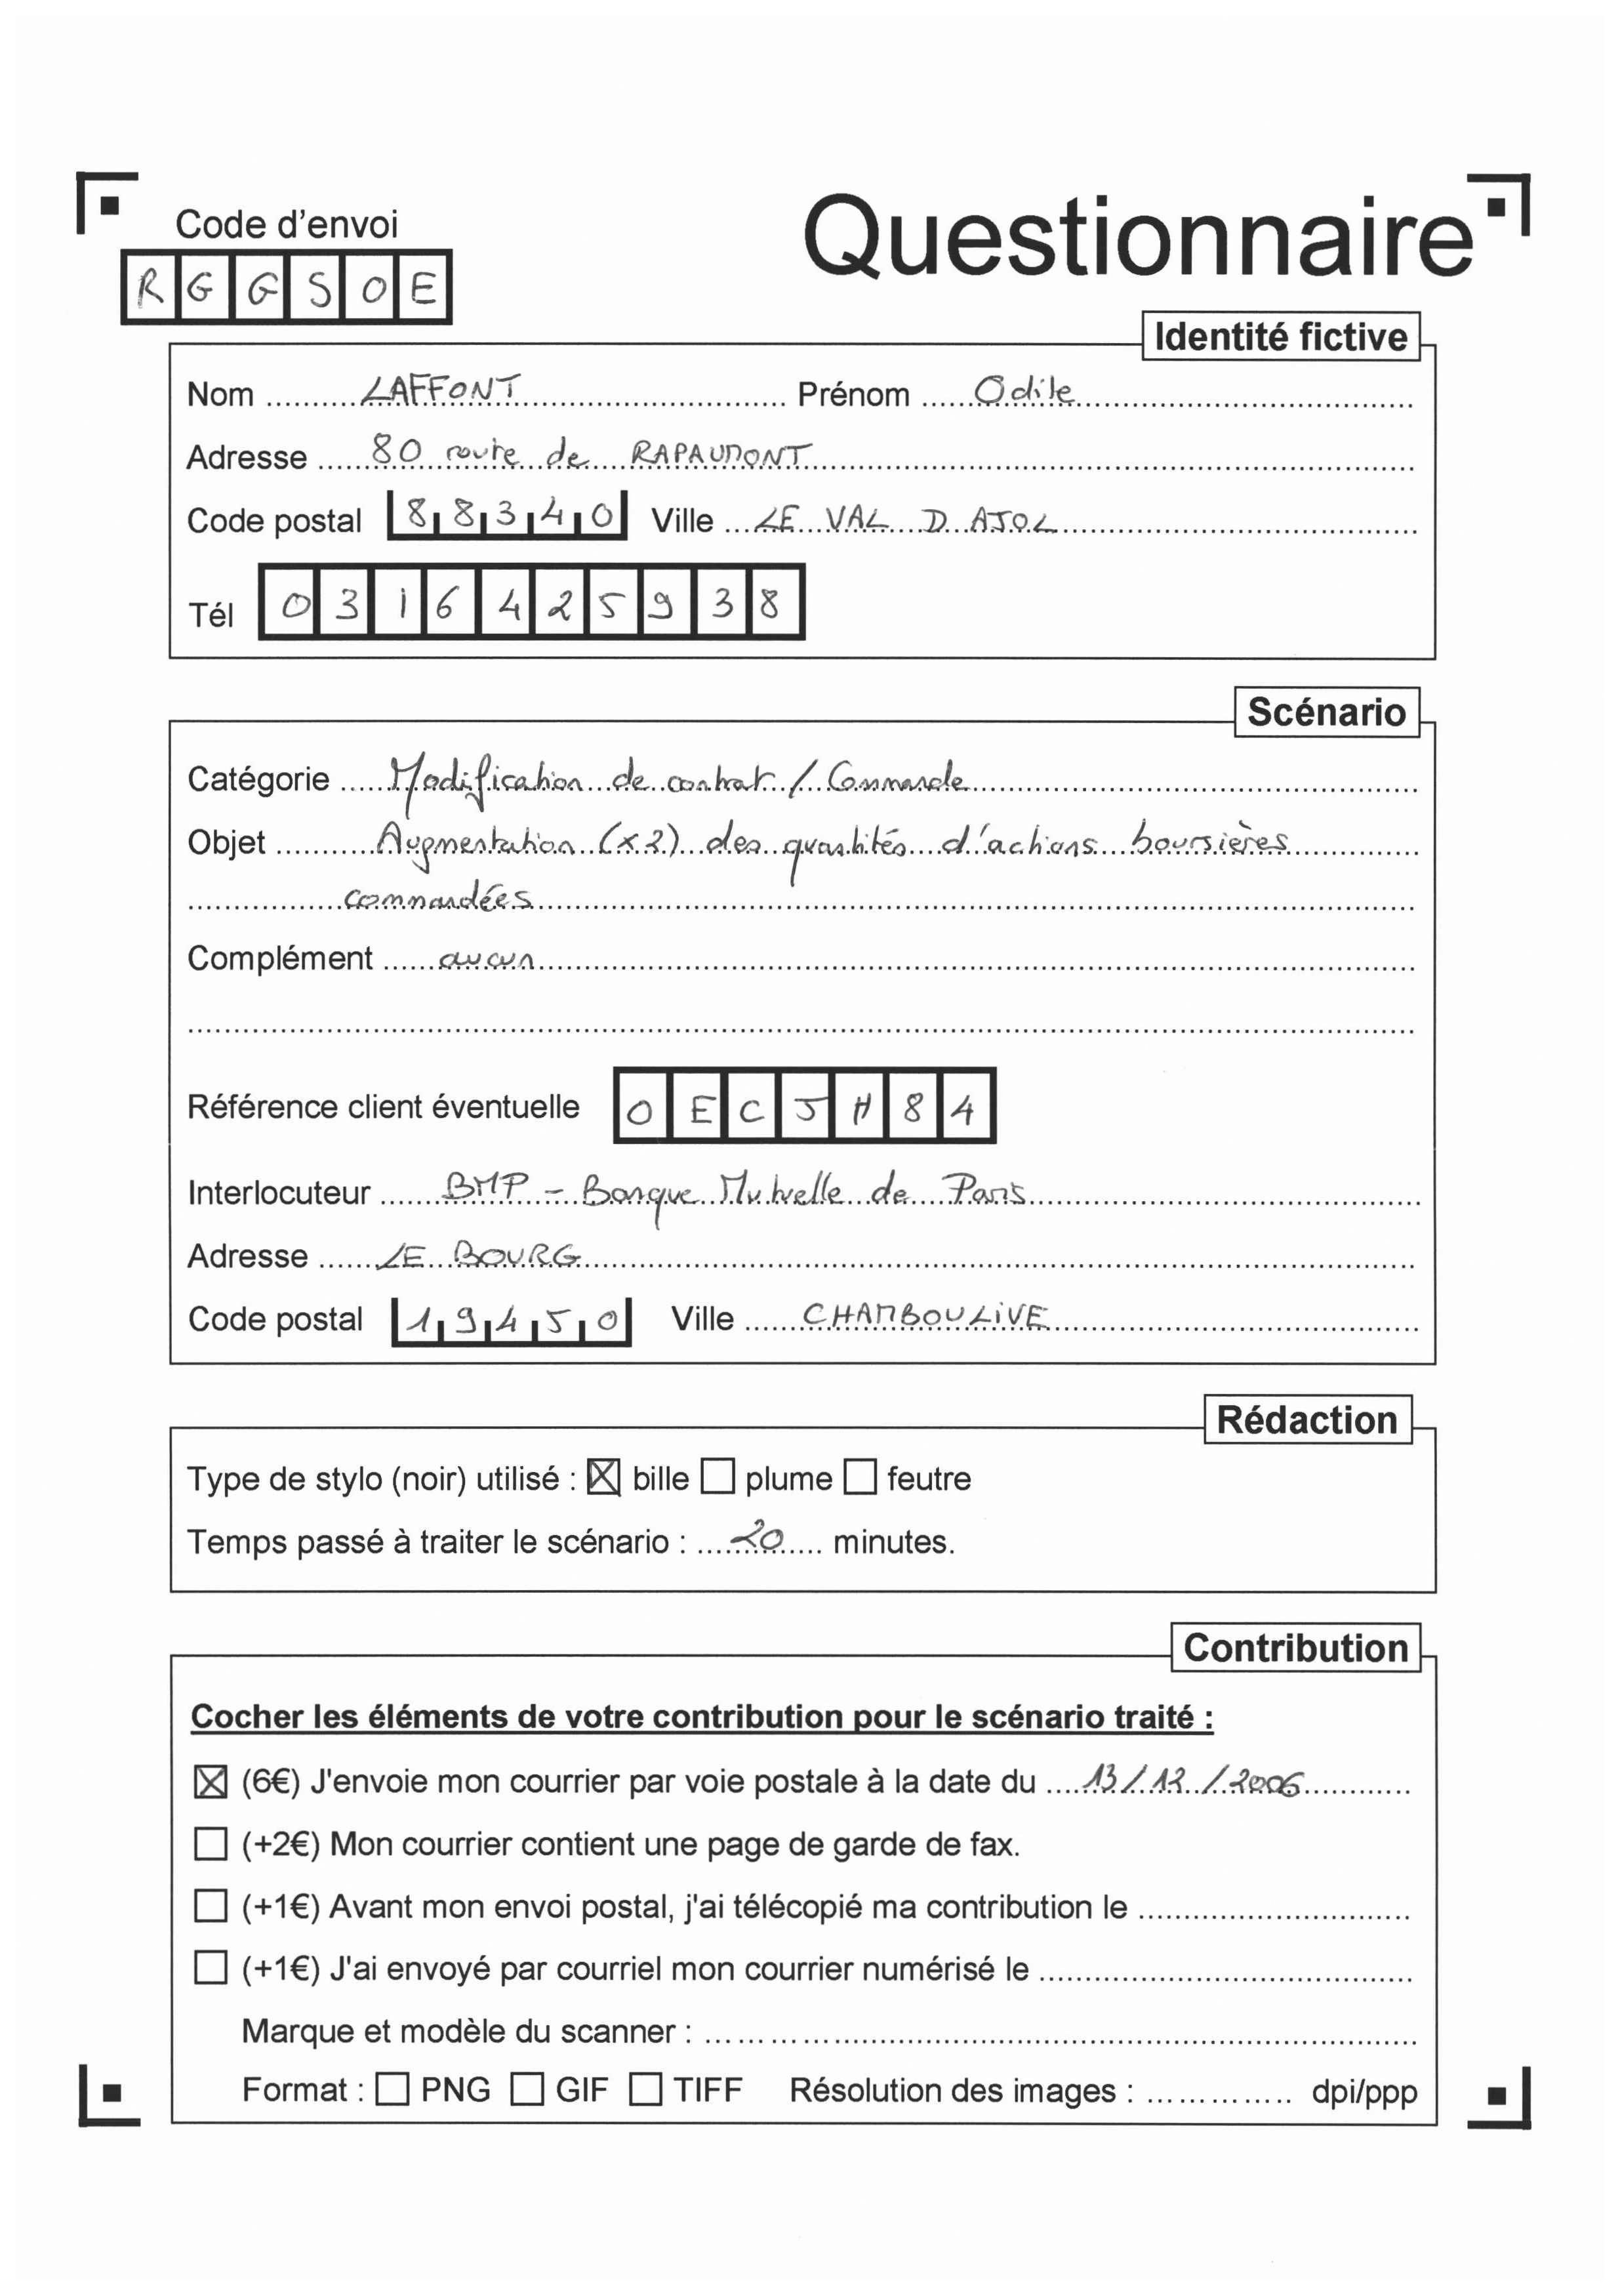 Code d'envoi
Questionnaire
R G G S O E
Identité fictive
Nom LAFFONT Prénom Odile
Adresse 80 route de RAPAUMONT
Code postal 88340 Ville LE VAL D AJOL
Tél 0316425938
Scénario
Catégorie Modification de contrat / Commande
Objet Augmentation (x2) des quantités d'actions boursières
commandées
Complément aucun
Référence client éventuelle OECJH84
Interlocuteur BMP - Banque Mutuelle de Paris
Adresse LE BOURG
Code postal 19450 Ville CHAMBOULIVE
Rédaction
Type de stylo (noir) utilisé : ☒ bille ☐ plume ☐ feutre
Temps passé à traiter le scénario : 20 minutes.
Contribution
Cocher les éléments de votre contribution pour le scénario traité :
☒ (6€) J'envoie mon courrier par voie postale à la date du 13/12/2006
☐ (+2€) Mon courrier contient une page de garde de fax.
☐ (+1€) Avant mon envoi postal, j'ai télécopié ma contribution le
☐ (+1€) J'ai envoyé par courriel mon courrier numérisé le
Marque et modèle du scanner :
Format : ☐ PNG ☐ GIF ☐ TIFF Résolution des images : dpi/ppp